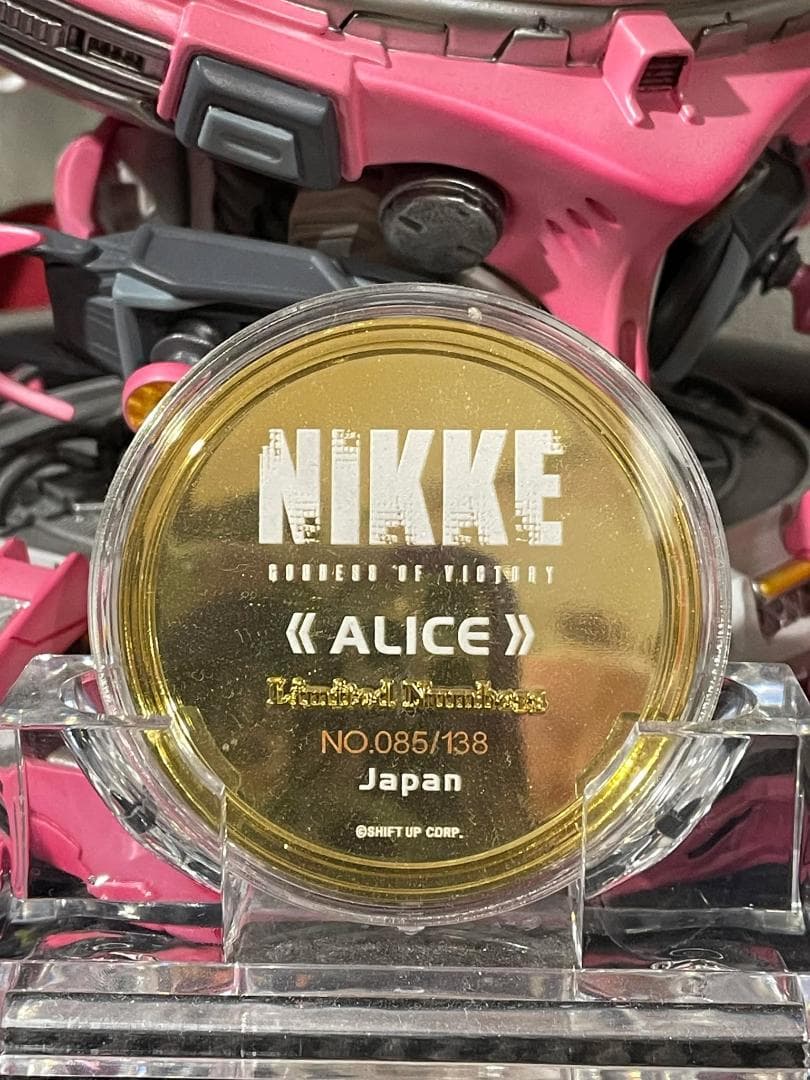 NIKKE
GODDESS OF VICTORY
《ALICE》
Limited Numbers
NO.085/138
Japan
©SHIFT UP CORP.